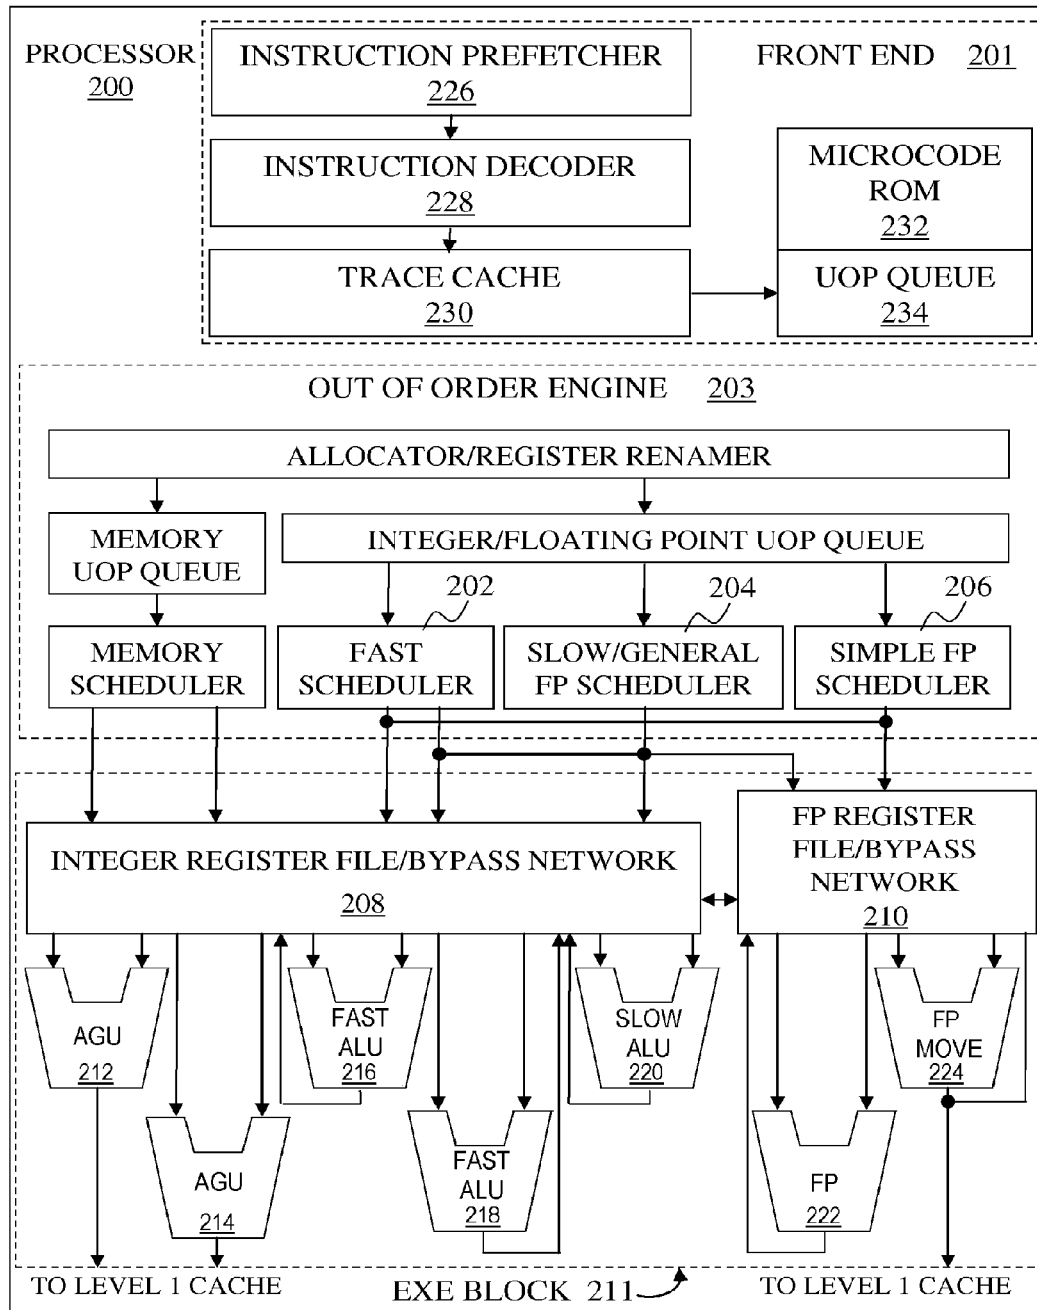 PROCESSOR
200
INSTRUCTION PREFETCHER
226
FRONT END 201
INSTRUCTION DECODER
228
MICROCODE
ROM
232
TRACE CACHE
230
UOP QUEUE
234
OUT OF ORDER ENGINE 203
ALLOCATOR/REGISTER RENAMER
MEMORY
UOP QUEUE
INTEGER/FLOATING POINT UOP QUEUE
202
204
206
MEMORY
SCHEDULER
FAST
SCHEDULER
SLOW/GENERAL
FP SCHEDULER
SIMPLE FP
SCHEDULER
INTEGER REGISTER FILE/BYPASS NETWORK
208
FP REGISTER
FILE/BYPASS
NETWORK
210
AGU
212
FAST
ALU
216
SLOW
ALU
220
FP
MOVE
224
AGU
214
FAST
ALU
218
FP
222
TO LEVEL 1 CACHE
EXE BLOCK 211
TO LEVEL 1 CACHE